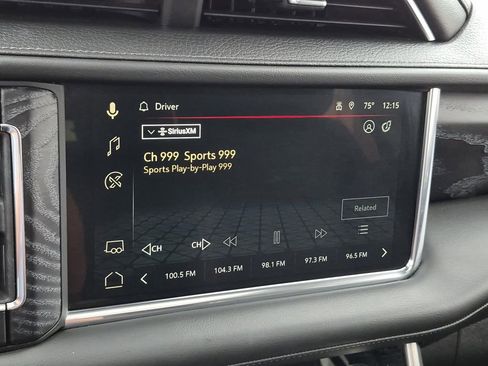 Driver 75° 12:15
SiriusXM
Ch 999 Sports 999
Sports Play-by-Play 999
Related
CH CH
100.5 FM 104.3 FM 98.1 FM 97.3 FM 96.5 FM